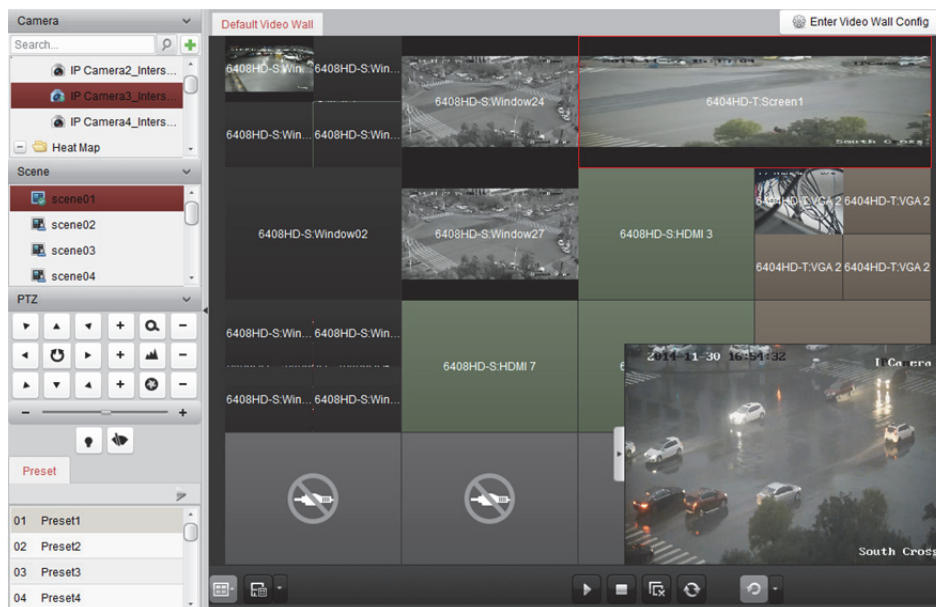 Camera
Default Video Wall
Enter Video Wall Config
Search...
IP Camera2_Inters...
IP Camera3_Inters...
IP Camera4_Inters...
Heat Map
Scene
scene01
scene02
scene03
scene04
PTZ
Preset
01 Preset1
02 Preset2
03 Preset3
04 Preset4
6408HD-S:Win... 6408HD-S:Win...
6408HD-S:Window24
6404HD-T:Screen1
South Cross
6408HD-S:Win... 6408HD-S:Win...
6408HD-S:Window02
6408HD-S:Window27
6408HD-S:HDMI 3
6404HD-T:VGA 2 6404HD-T:VGA 2
6404HD-T:VGA 2 6404HD-T:VGA 2
6408HD-S:Win... 6408HD-S:Win...
6408HD-S:HDMI 7
6408HD-S:Win... 6408HD-S:Win...
2014-11-30 16:54:32
IPCamera
South Cross